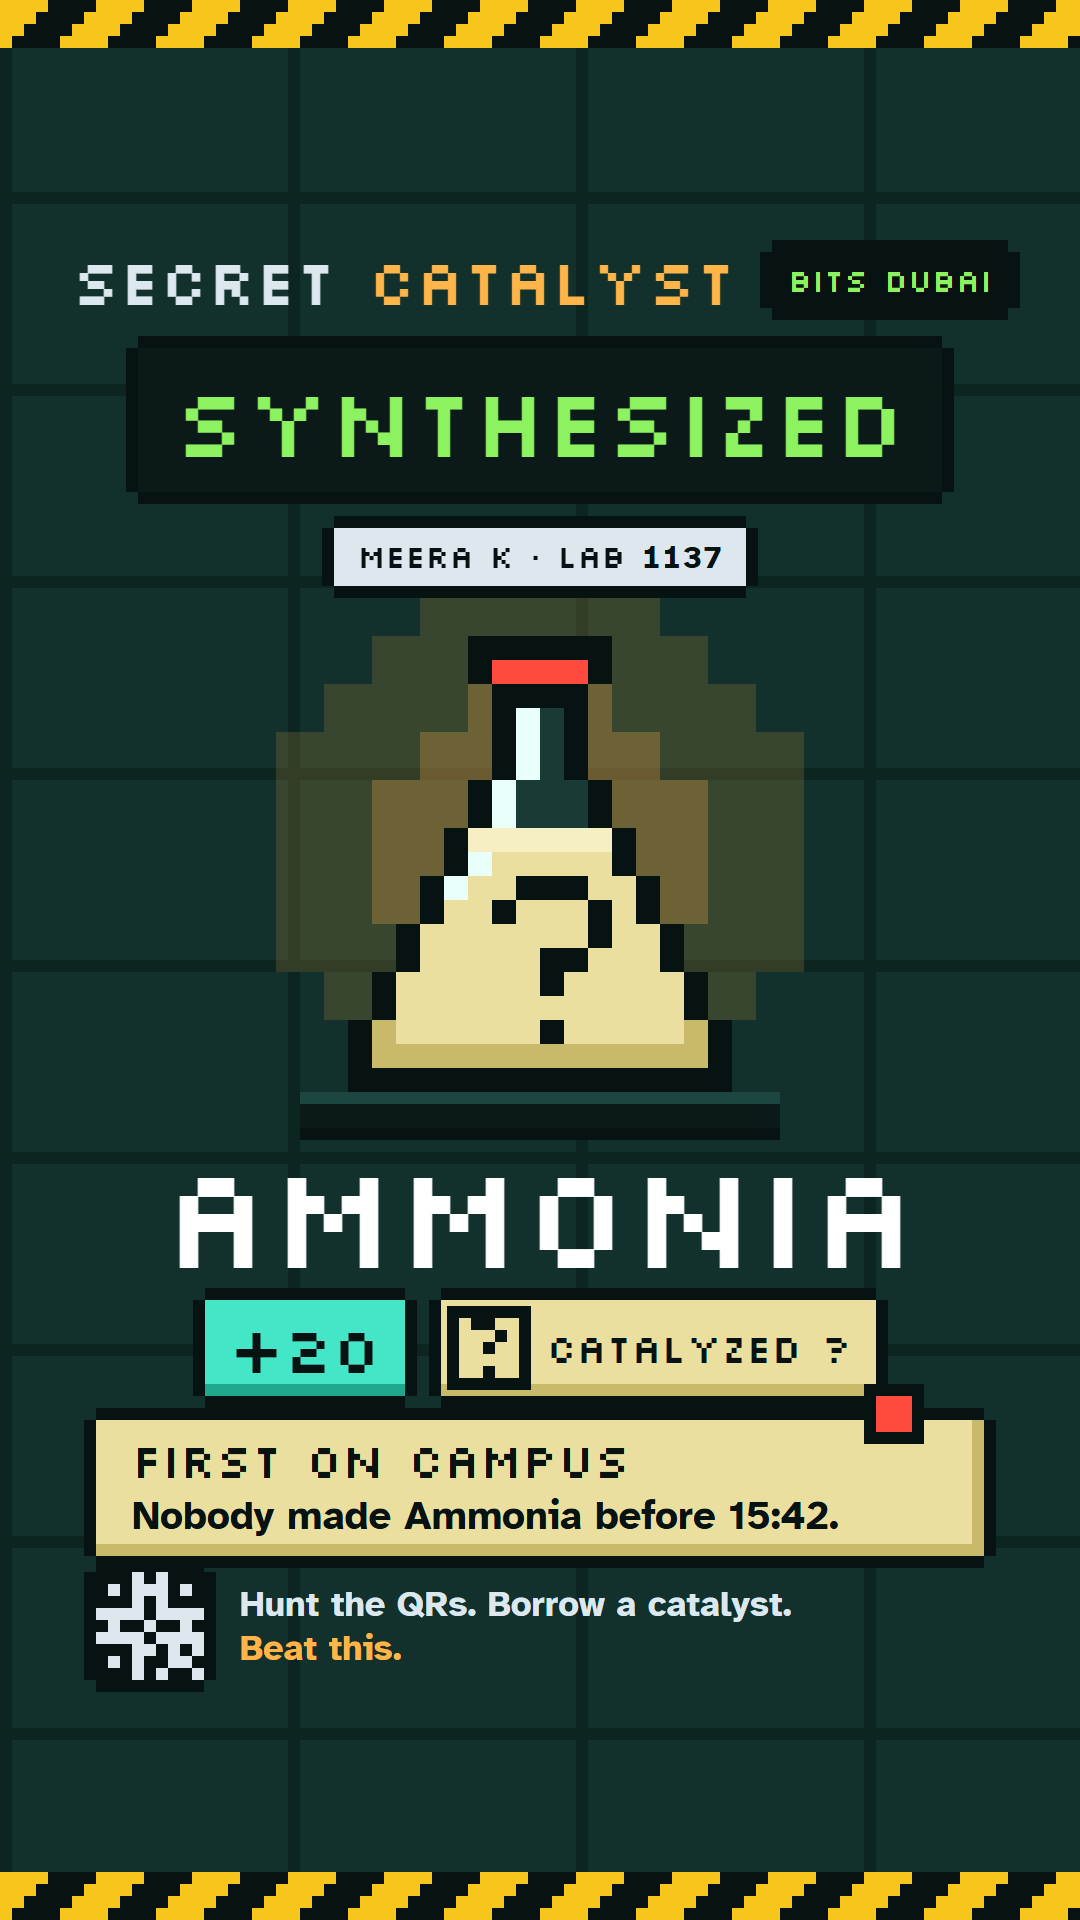 SECRET CATALYST
BITS DUBAI
SYNTHESIZED
MEERA K · LAB 1137
?
AMMONIA
+20
? CATALYZED ?
FIRST ON CAMPUS
Nobody made Ammonia before 15:42.
Hunt the QRs. Borrow a catalyst.
Beat this.